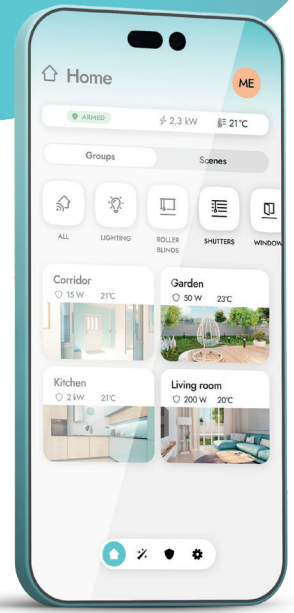 Home
ME
ARMED
2,3 kW
21°C
Groups
Scenes
ALL
LIGHTING
ROLLER
BLINDS
SHUTTERS
WINDOW
Corridor
15 W 21°C
Garden
50 W 23°C
Kitchen
2 kW 21°C
Living room
200 W 20°C